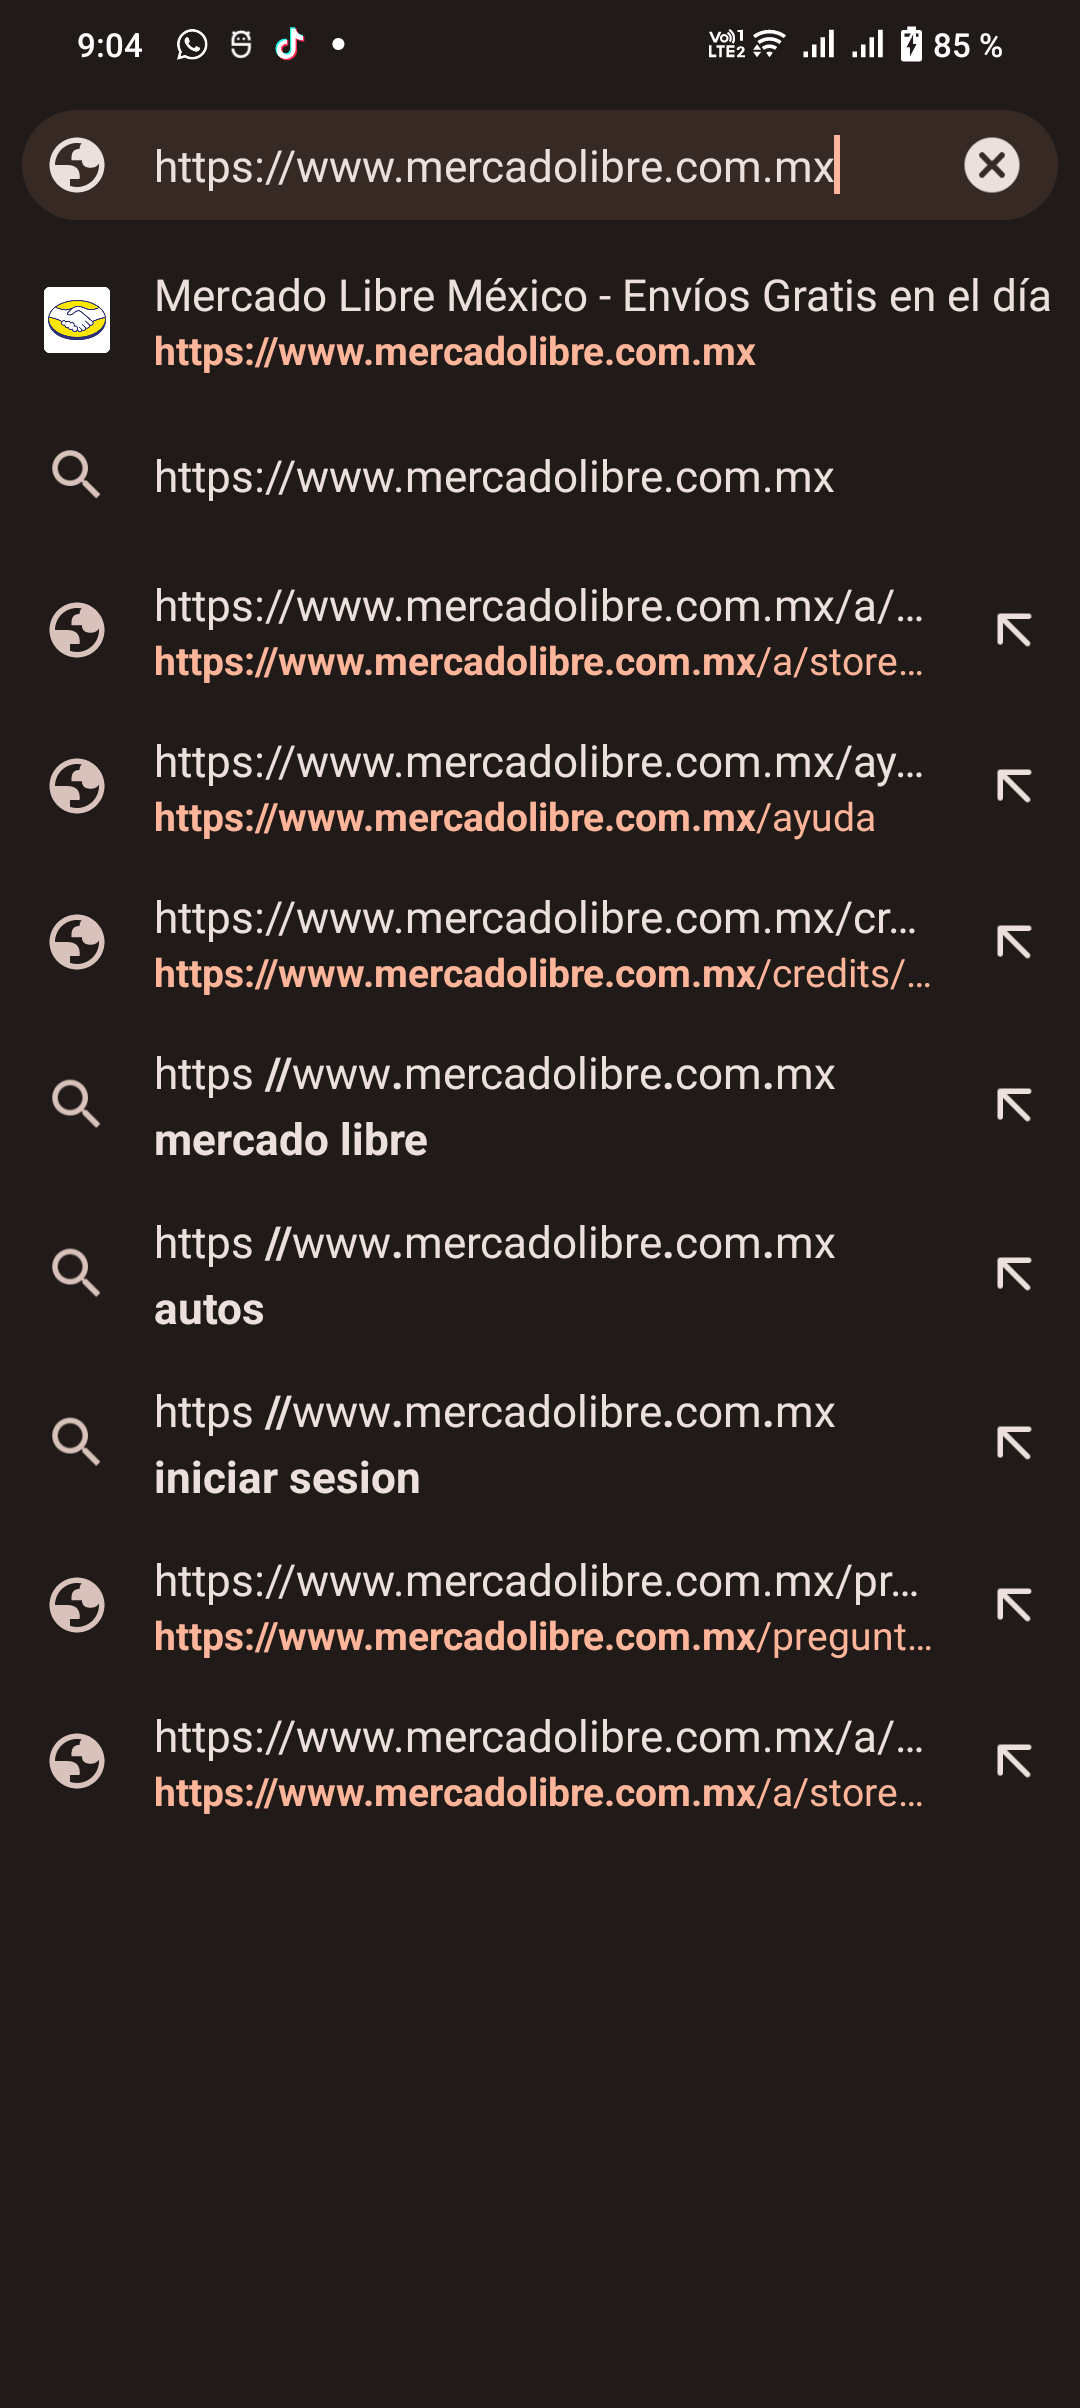 9:04 Vo)) 1 LTE2 85 %
https://www.mercadolibre.com.mx
Mercado Libre México - Envíos Gratis en el día
https://www.mercadolibre.com.mx
https://www.mercadolibre.com.mx
https://www.mercadolibre.com.mx/a/...
https://www.mercadolibre.com.mx/a/store...
https://www.mercadolibre.com.mx/ay...
https://www.mercadolibre.com.mx/ayuda
https://www.mercadolibre.com.mx/cr...
https://www.mercadolibre.com.mx/credits/...
https //www.mercadolibre.com.mx
mercado libre
https //www.mercadolibre.com.mx
autos
https //www.mercadolibre.com.mx
iniciar sesion
https://www.mercadolibre.com.mx/pr...
https://www.mercadolibre.com.mx/pregunt...
https://www.mercadolibre.com.mx/a/...
https://www.mercadolibre.com.mx/a/store...